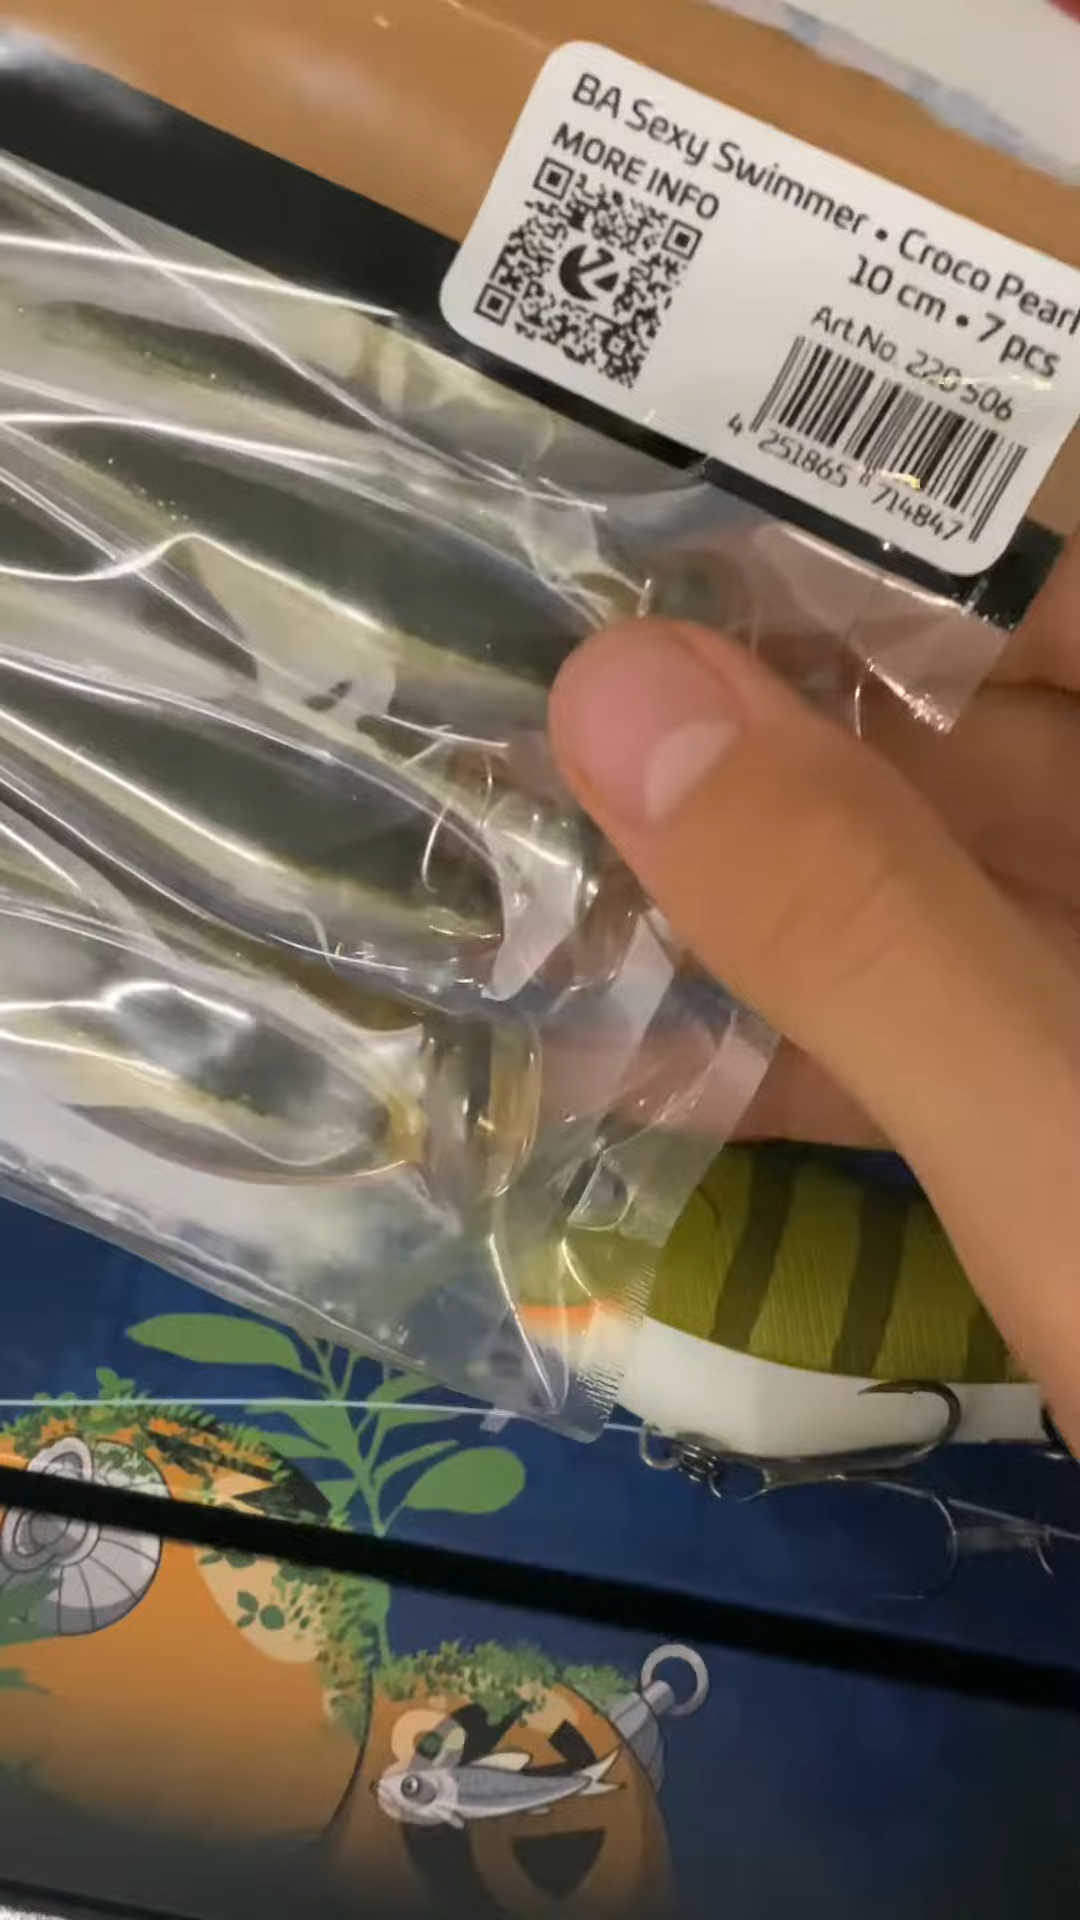 BA Sexy Swimmer • Croco Pearl
MORE INFO
10 cm • 7 pcs
Art.No. 220 506
4 251865 714847